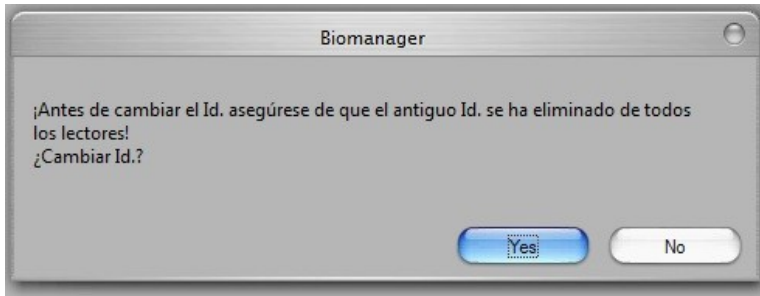 Biomanager
¡Antes de cambiar el Id. asegúrese de que el antiguo Id. se ha eliminado de todos
los lectores!
¿Cambiar Id.?
Yes No